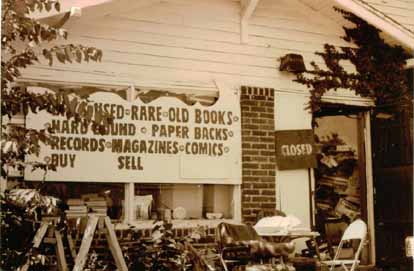 USED • RARE • OLD BOOKS •
HARD BOUND • PAPER BACKS •
RECORDS • MAGAZINES • COMICS •
BUY SELL
CLOSED